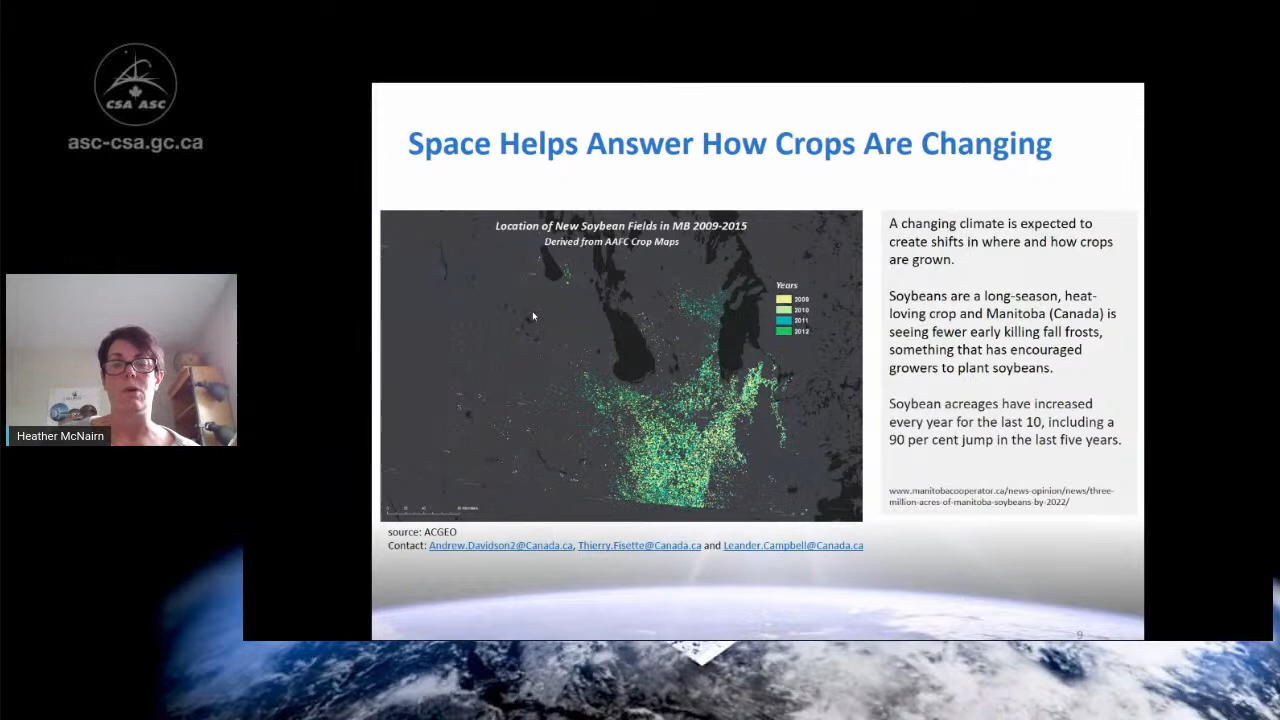 CSA ASC
asc-csa.gc.ca
Space Helps Answer How Crops Are Changing
Location of New Soybean Fields in MB 2009-2015
Derived from AAFC Crop Maps
Years
2009
2010
2011
2012
A changing climate is expected to
create shifts in where and how crops
are grown.
Soybeans are a long-season, heat-
loving crop and Manitoba (Canada) is
seeing fewer early killing fall frosts,
something that has encouraged
growers to plant soybeans.
Soybean acreages have increased
every year for the last 10, including a
90 per cent jump in the last five years.
www.manitobacooperator.ca/news-opinion/news/three-
million-acres-of-manitoba-soybeans-by-2022/
source: ACGEO
Contact: Andrew.Davidson2@Canada.ca, Thierry.Fisette@Canada.ca and Leander.Campbell@Canada.ca
9
Heather McNairn